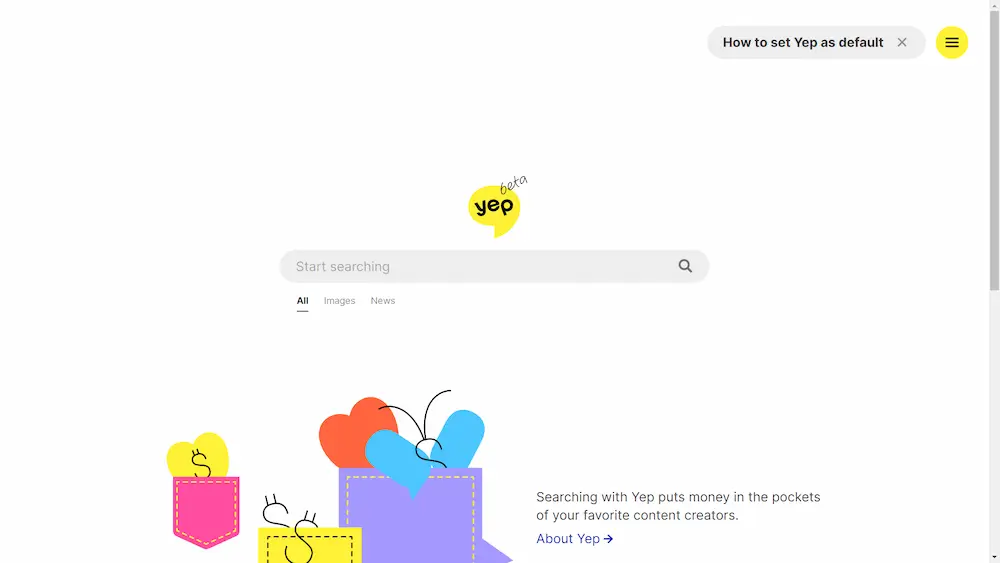 How to set Yep as default
beta
yep
Start searching
All Images News
Searching with Yep puts money in the pockets
of your favorite content creators.
About Yep →